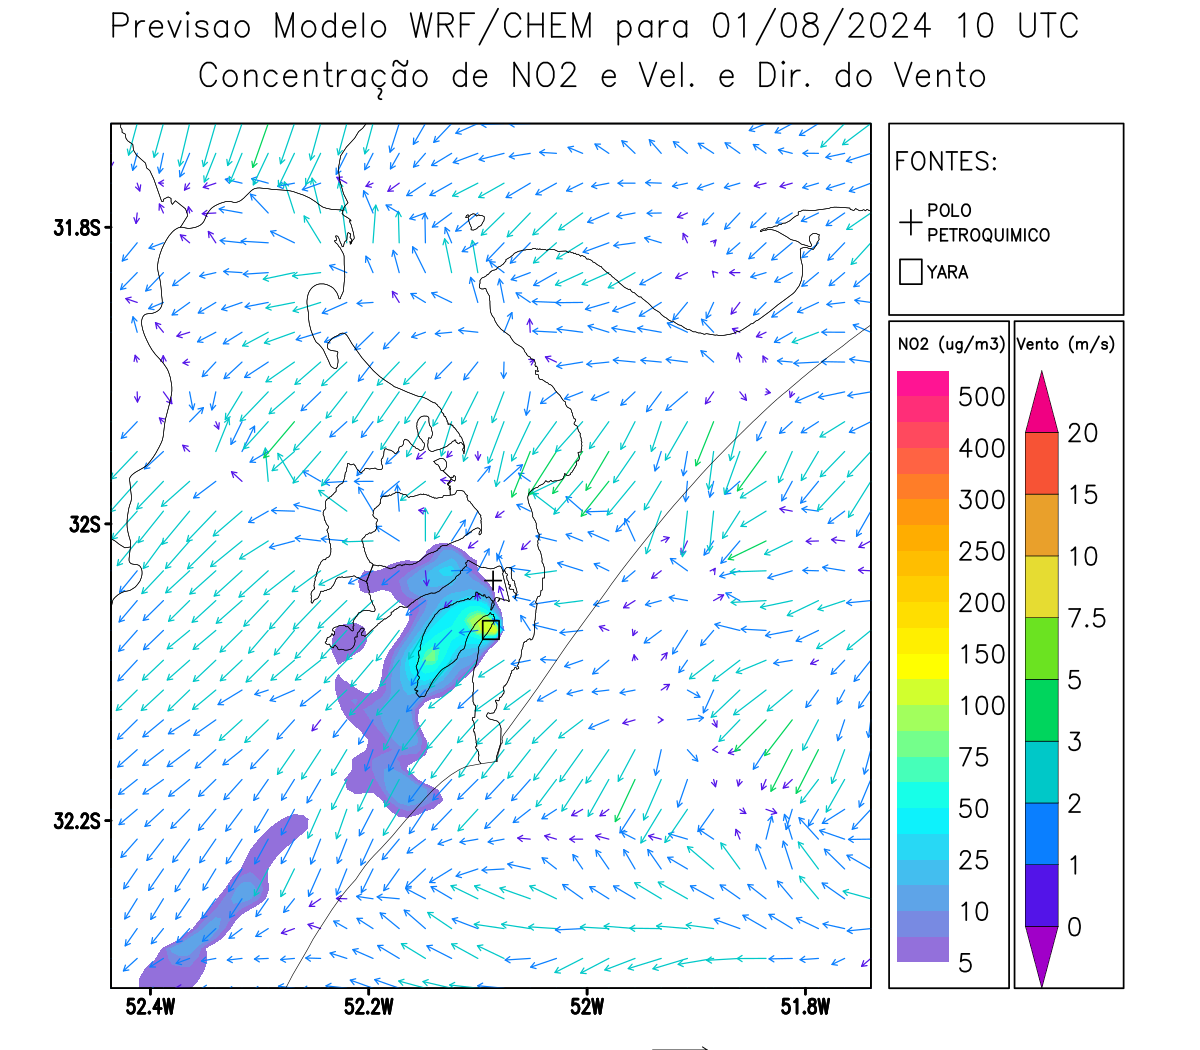 Previsao Modelo WRF/CHEM para 01/08/2024 10 UTC
Concentração de NO2 e Vel. e Dir. do Vento
FONTES:
POLO
PETROQUIMICO
YARA
NO2 (ug/m3)
500
400
300
250
200
150
100
75
50
25
10
5
Vento (m/s)
20
15
10
7.5
5
3
2
1
0
31.8S
32S
32.2S
52.4W
52.2W
52W
51.8W